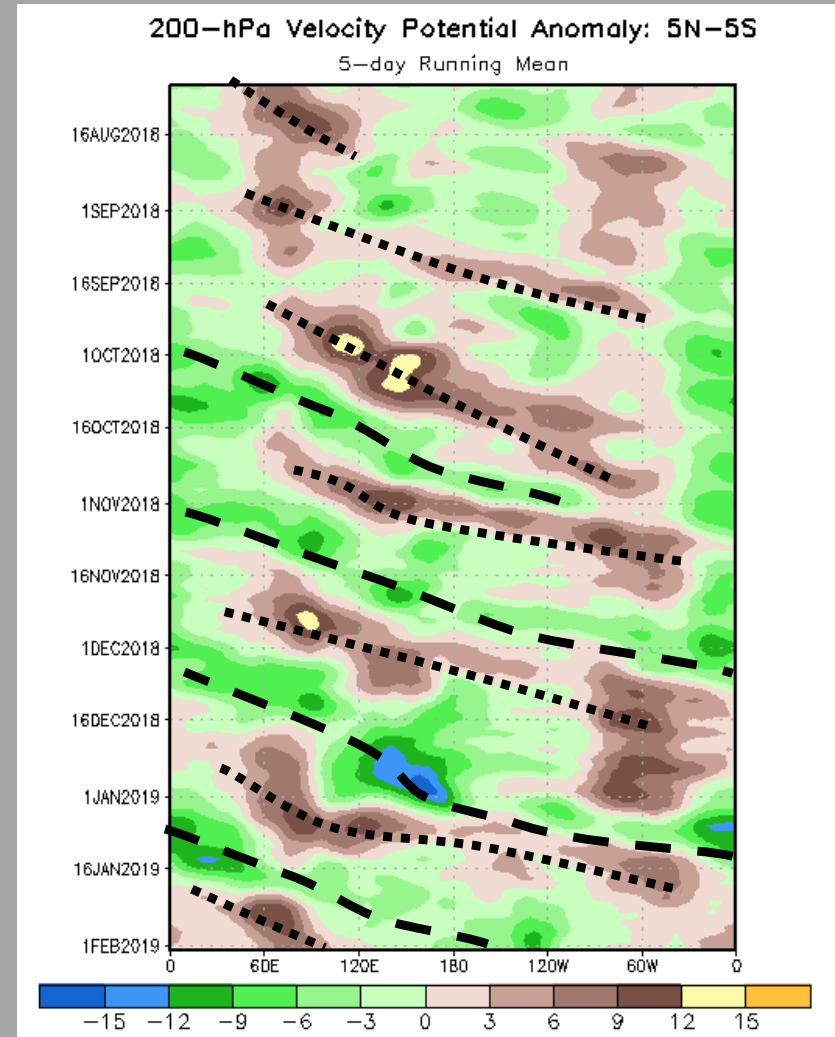 200-hPa Velocity Potential Anomaly: 5N-5S
5-day Running Mean
16AUG2018
1SEP2018
16SEP2018
1OCT2018
16OCT2018
1NOV2018
16NOV2018
1DEC2018
16DEC2018
1JAN2019
16JAN2019
1FEB2019
0 60E 120E 180 120W 60W 0
-15 -12 -9 -6 -3 0 3 6 9 12 15